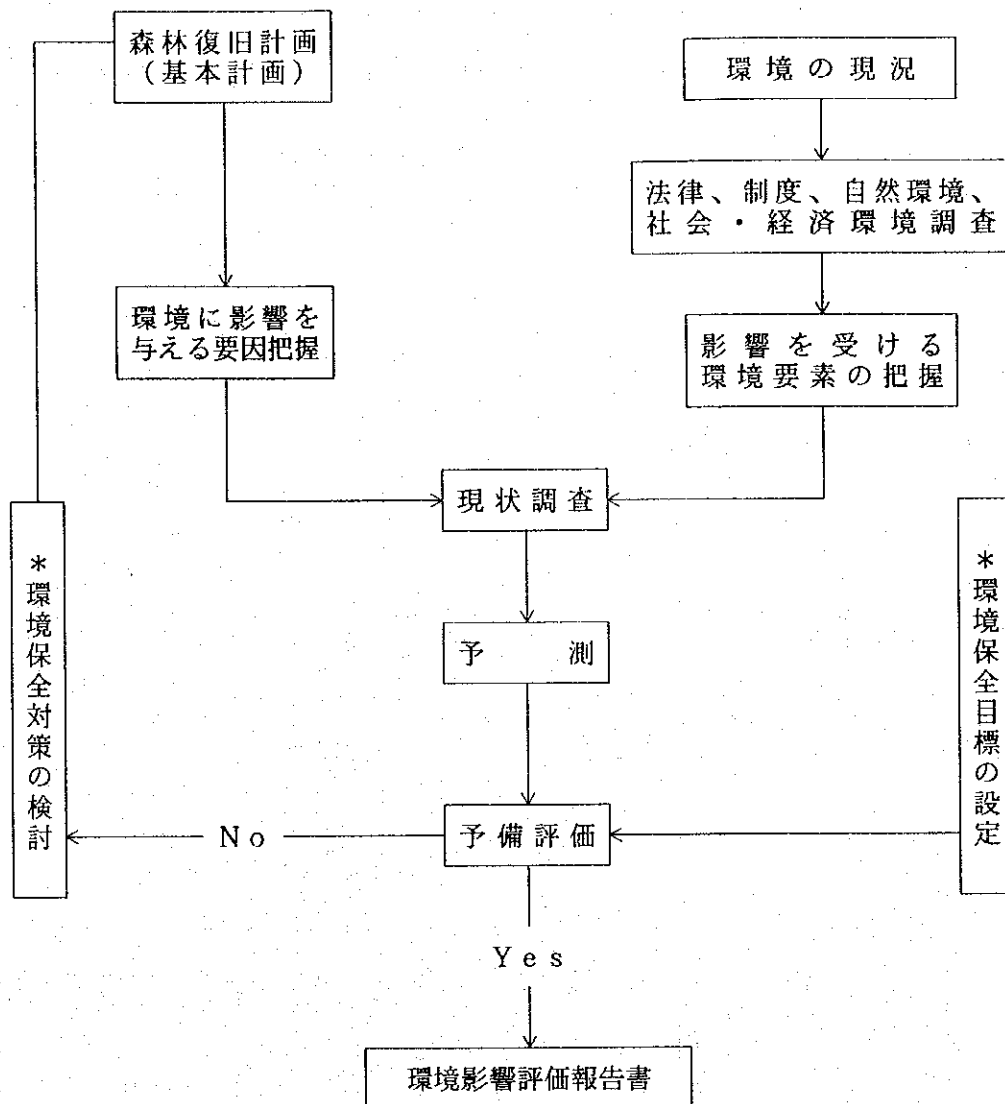 森林復旧計画
(基本計画)
環境の現況
法律、制度、自然環境、
社会・経済環境調査
環境に影響を
与える要因把握
影響を受ける
環境要素の把握
現状調査
＊環境保全対策の検討
＊環境保全目標の設定
予測
予備評価
No
Yes
環境影響評価報告書